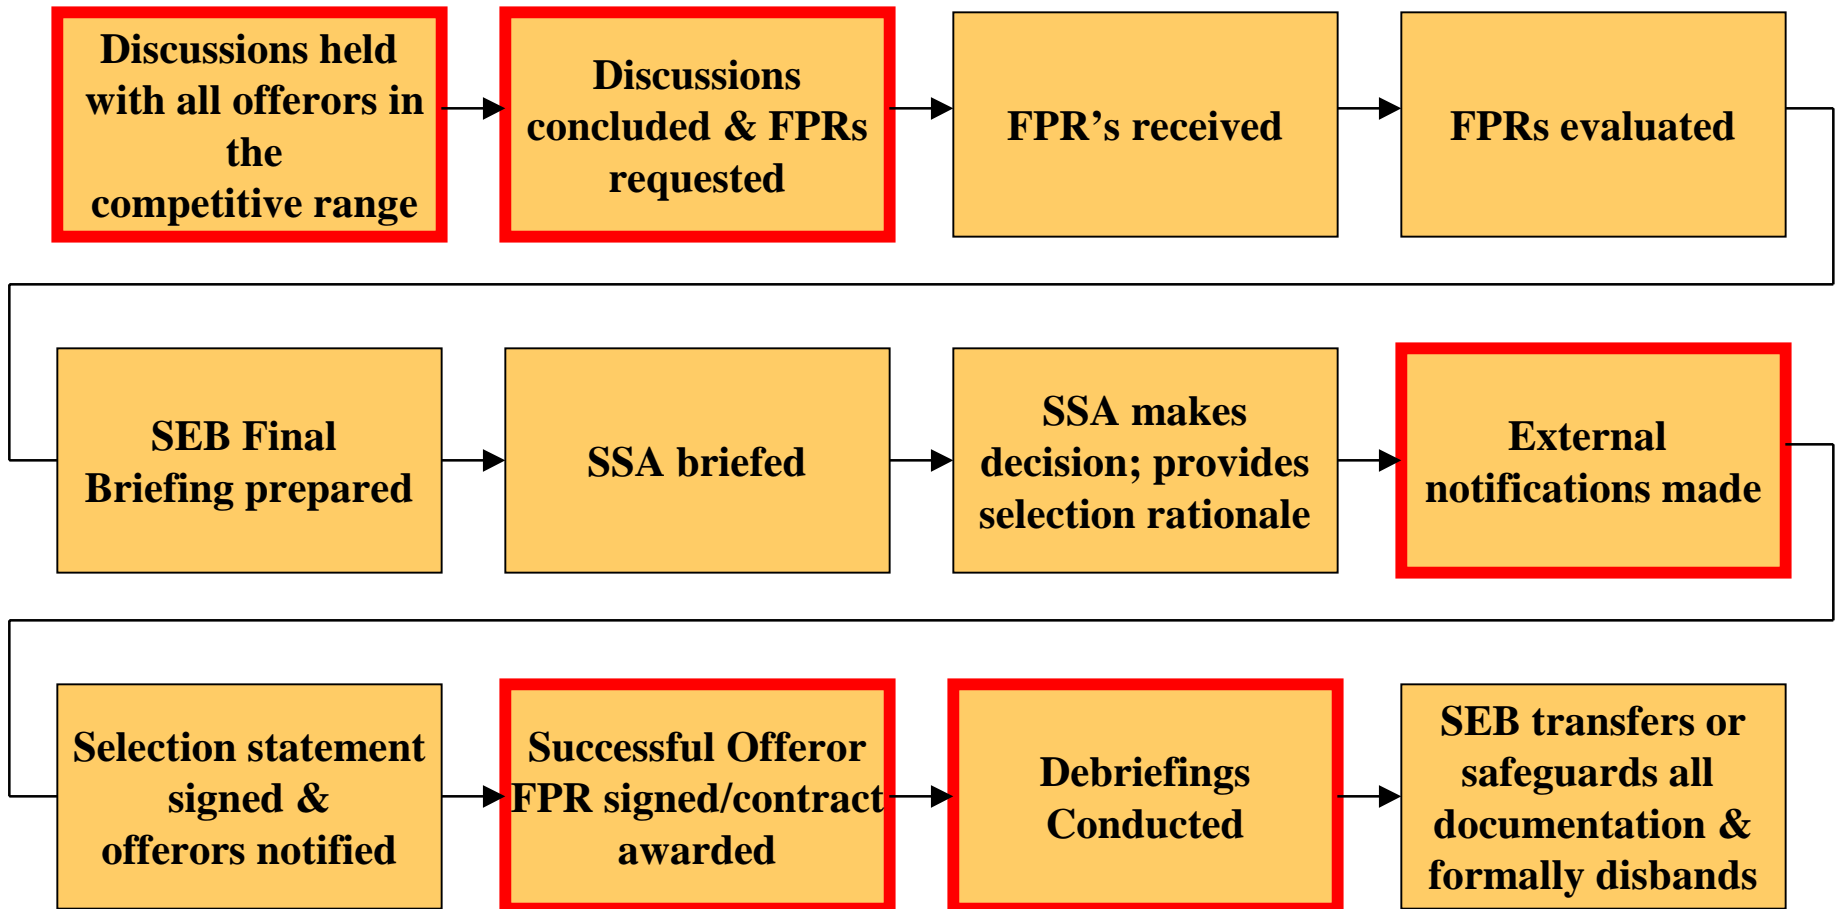 Discussions held
with all offerors in
the
competitive range
Discussions
concluded & FPRs
requested
FPR’s received
FPRs evaluated
SEB Final
Briefing prepared
SSA briefed
SSA makes
decision; provides
selection rationale
External
notifications made
Selection statement
signed &
offerors notified
Successful Offeror
FPR signed/contract
awarded
Debriefings
Conducted
SEB transfers or
safeguards all
documentation &
formally disbands